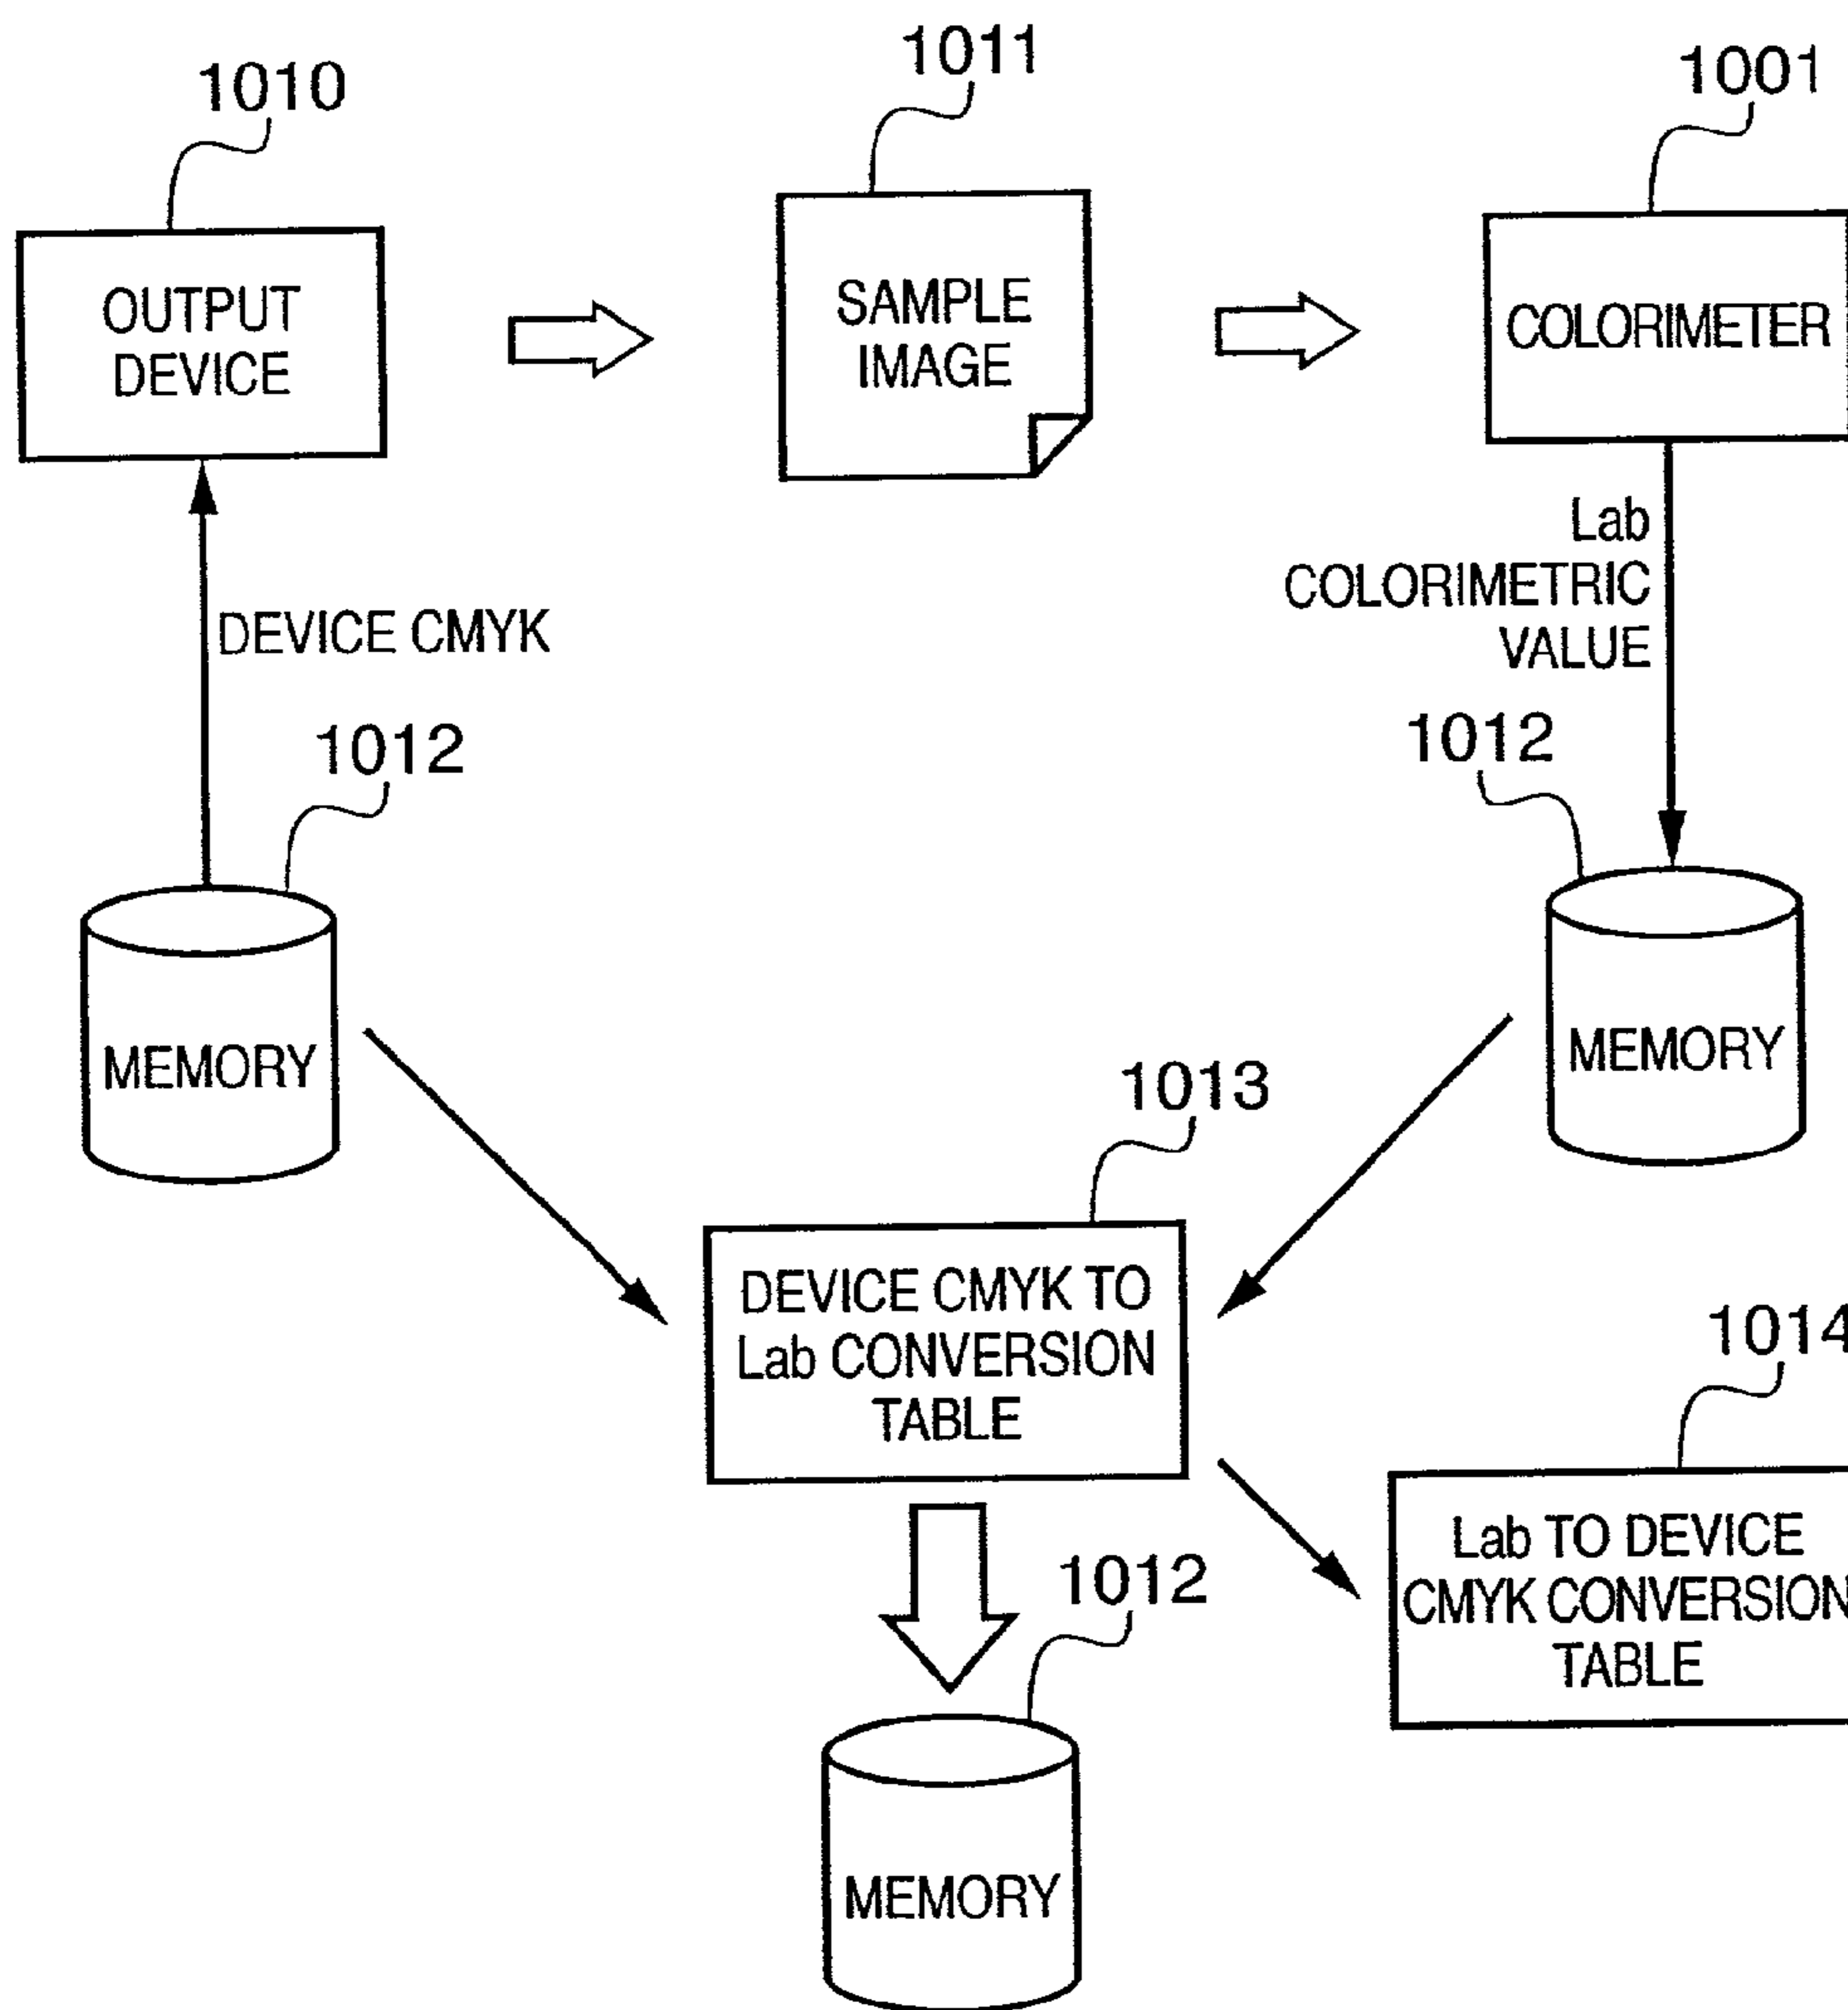 1010
1011
1001
OUTPUT
DEVICE
SAMPLE
IMAGE
COLORIMETER
DEVICE CMYK
Lab
COLORIMETRIC
VALUE
1012
1012
MEMORY
MEMORY
1013
DEVICE CMYK TO
Lab CONVERSION
TABLE
1014
Lab TO DEVICE
CMYK CONVERSION
TABLE
1012
MEMORY